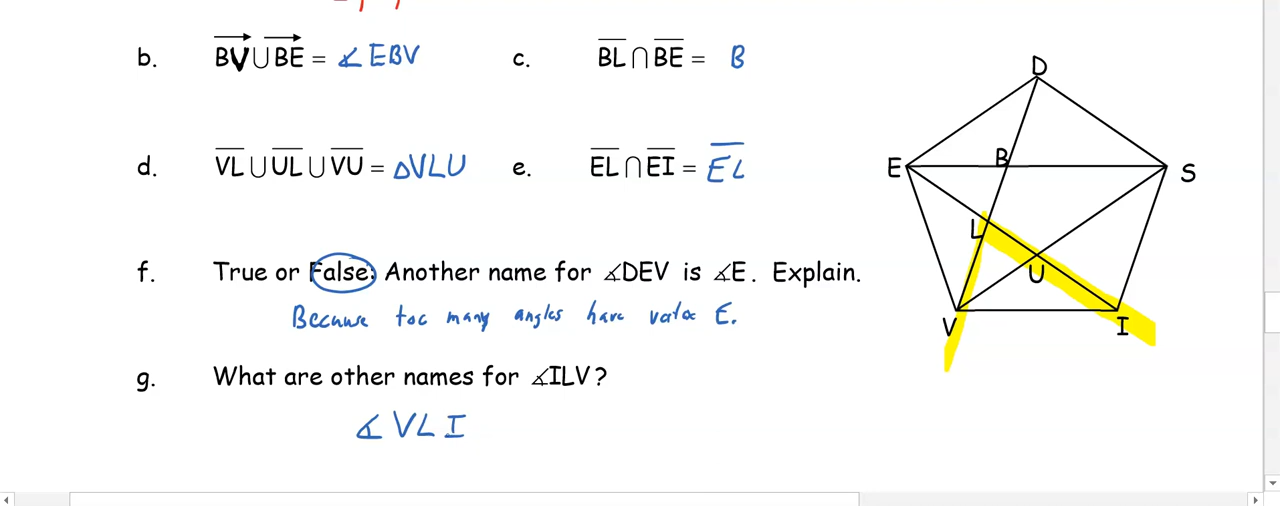 b. BV∪BE = ∡EBV c. BL∩BE = B
d. VL∪UL∪VU = △VLU e. EL∩EI = EL
f. True or False: Another name for ∡DEV is ∡E. Explain.
Because too many angles have vertex E.
g. What are other names for ∡ILV?
∡VLI
D
B
E
S
L
U
V
I